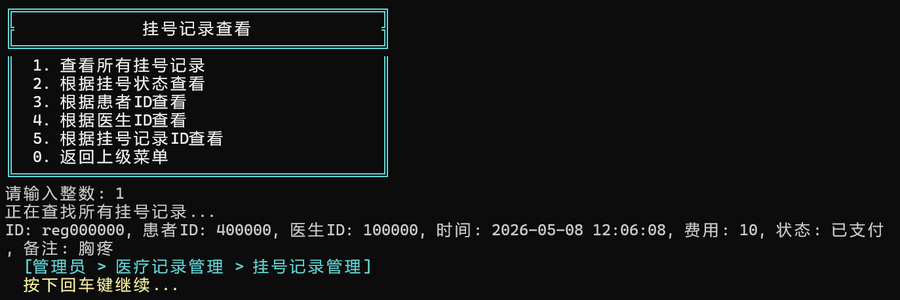 挂号记录查看
1. 查看所有挂号记录
2. 根据挂号状态查看
3. 根据患者ID查看
4. 根据医生ID查看
5. 根据挂号记录ID查看
0. 返回上级菜单
请输入整数: 1
正在查找所有挂号记录...
ID: reg000000, 患者ID: 400000, 医生ID: 100000, 时间: 2026-05-08 12:06:08, 费用: 10, 状态: 已支付
, 备注: 胸疼
[管理员 > 医疗记录管理 > 挂号记录管理]
按下回车键继续...